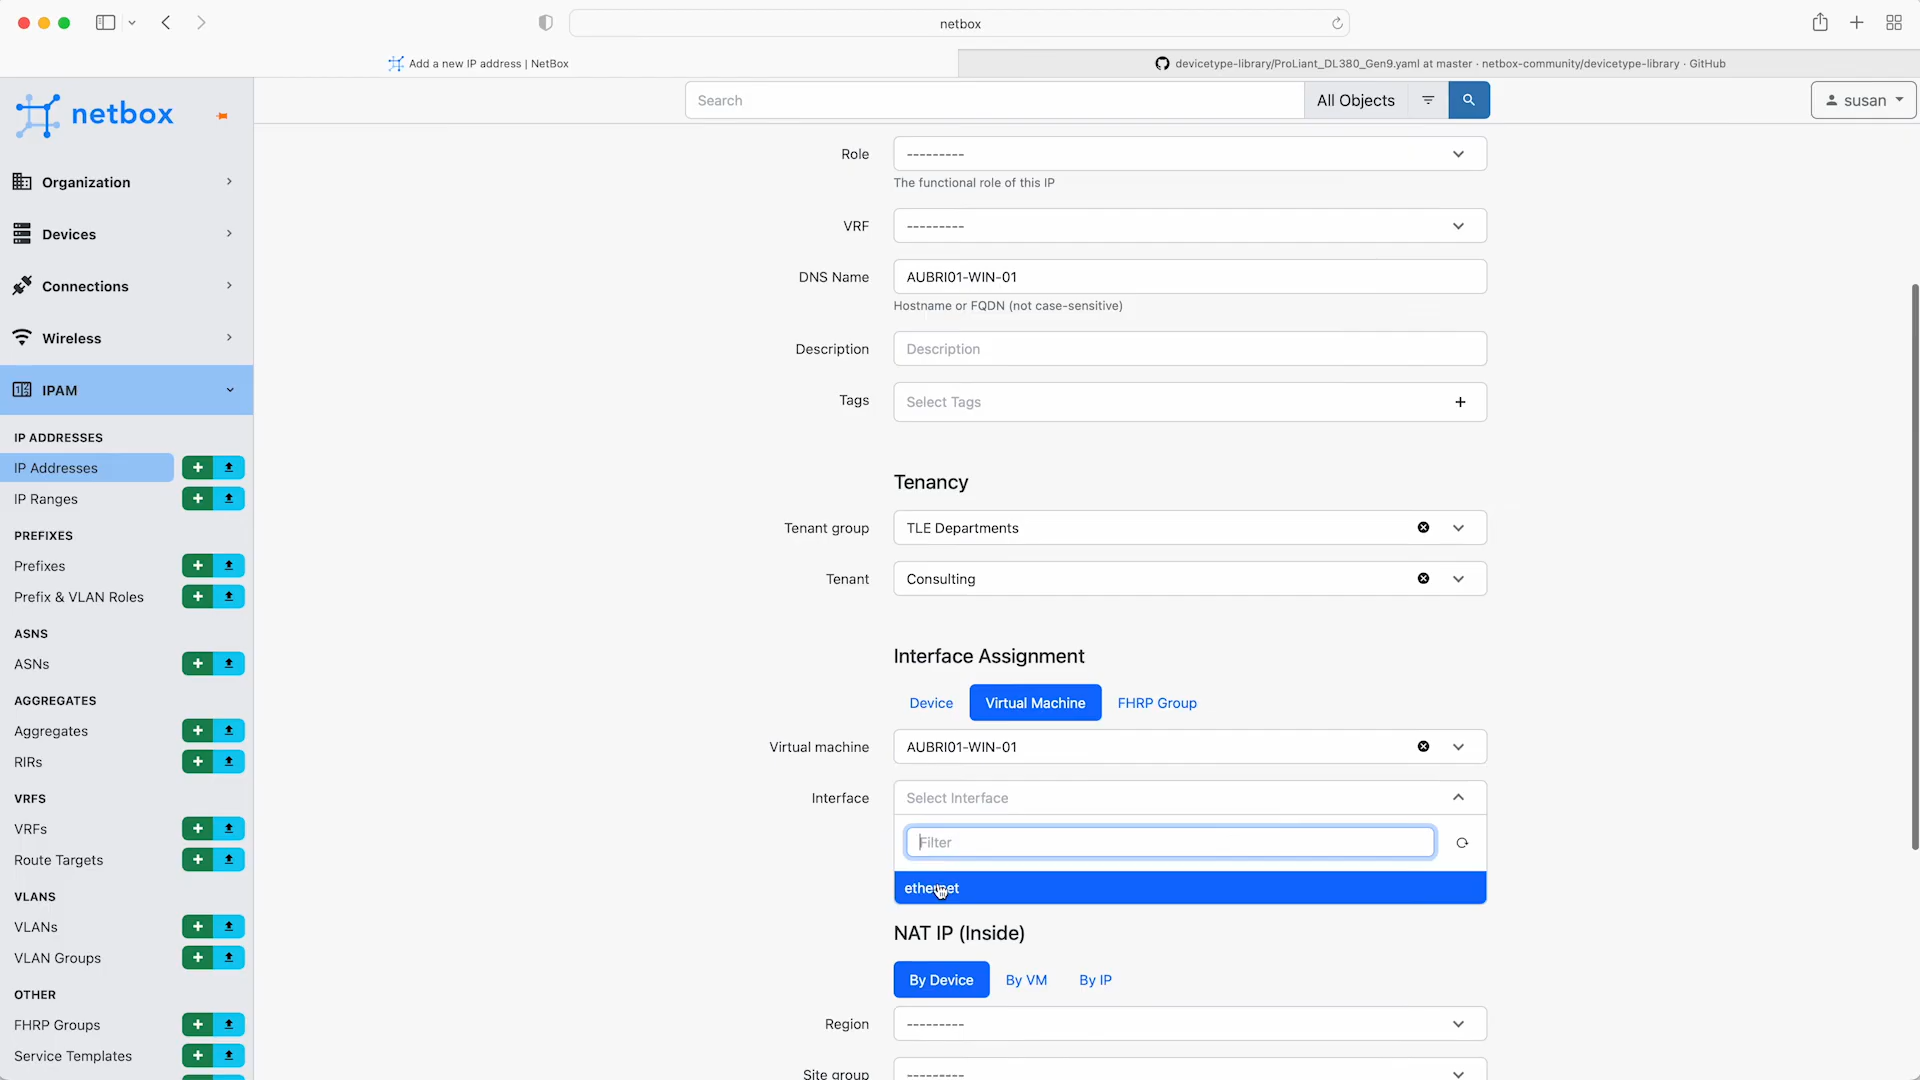 netbox
Add a new IP address | NetBox
devicetype-library/ProLiant_DL380_Gen9.yaml at master · netbox-community/devicetype-library · GitHub
netbox
Search
All Objects
susan
Organization
Devices
Connections
Wireless
IPAM
IP ADDRESSES
IP Addresses
IP Ranges
PREFIXES
Prefixes
Prefix & VLAN Roles
ASNS
ASNs
AGGREGATES
Aggregates
RIRs
VRFS
VRFs
Route Targets
VLANS
VLANs
VLAN Groups
OTHER
FHRP Groups
Service Templates
Role
---------
The functional role of this IP
VRF
---------
DNS Name
AUBRI01-WIN-01
Hostname or FQDN (not case-sensitive)
Description
Description
Tags
Select Tags
Tenancy
Tenant group
TLE Departments
Tenant
Consulting
Interface Assignment
Device
Virtual Machine
FHRP Group
Virtual machine
AUBRI01-WIN-01
Interface
Select Interface
Filter
ethernet
NAT IP (Inside)
By Device
By VM
By IP
Region
---------
Site group
---------